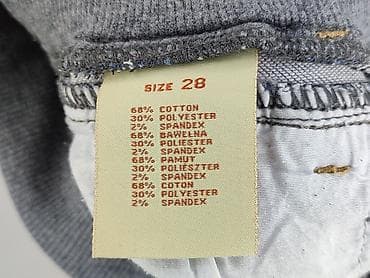 SIZE 28
68% COTTON
30% POLYESTER
2% SPANDEX
68% BAWEŁNA
30% POLIESTER
2% SPANDEX
68% PAMUT
30% POLIÉSZTER
2% SPANDEX
68% COTON
30% POLYESTER
2% SPANDEX